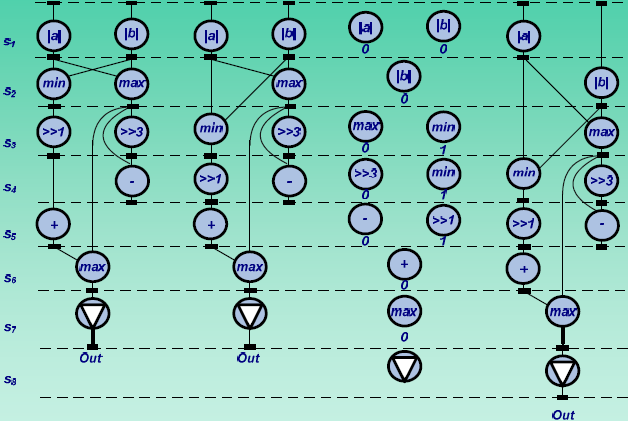 s1 |a| |b| |a| |b| |a| 0 |b| 0 |a|
s2 min max max |b| 0 |b|
s3 >>1 >>3 min >>3 max 0 min 1 max
s4 - >>1 - >>3 0 min 1 min >>3
s5 + + - 0 >>1 1 >>1 -
s6 max max + 0 +
s7 max 0 max
Out Out
s8
Out